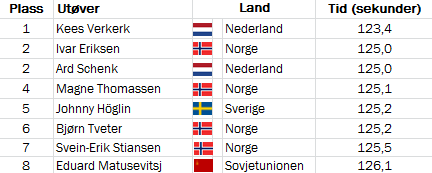 Plass Utøver Land Tid (sekunder)
1 Kees Verkerk Nederland 123,4
2 Ivar Eriksen Norge 125,0
2 Ard Schenk Nederland 125,0
4 Magne Thomassen Norge 125,1
5 Johnny Höglin Sverige 125,2
6 Bjørn Tveter Norge 125,2
7 Svein-Erik Stiansen Norge 125,5
8 Eduard Matusevitsj Sovjetunionen 126,1